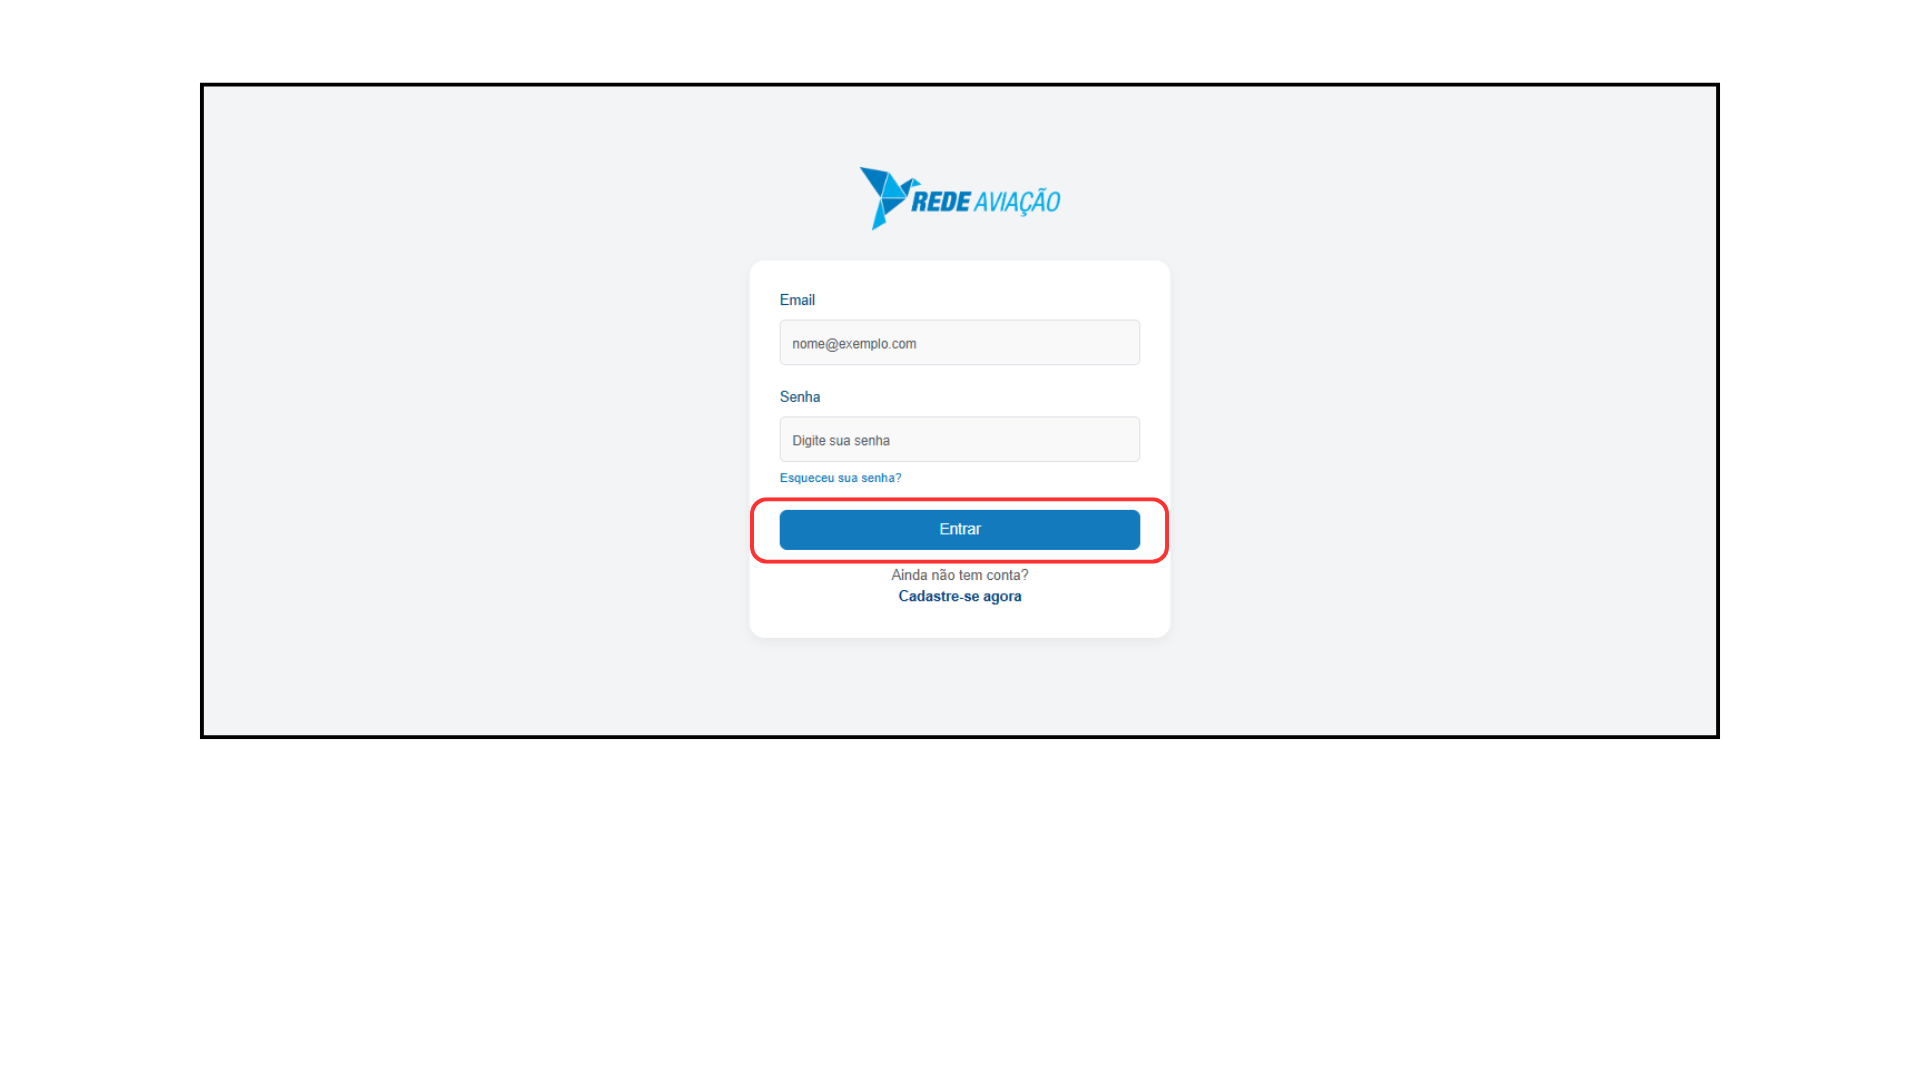 REDE AVIAÇÃO
Email
nome@exemplo.com
Senha
Digite sua senha
Esqueceu sua senha?
Entrar
Ainda não tem conta?
Cadastre-se agora